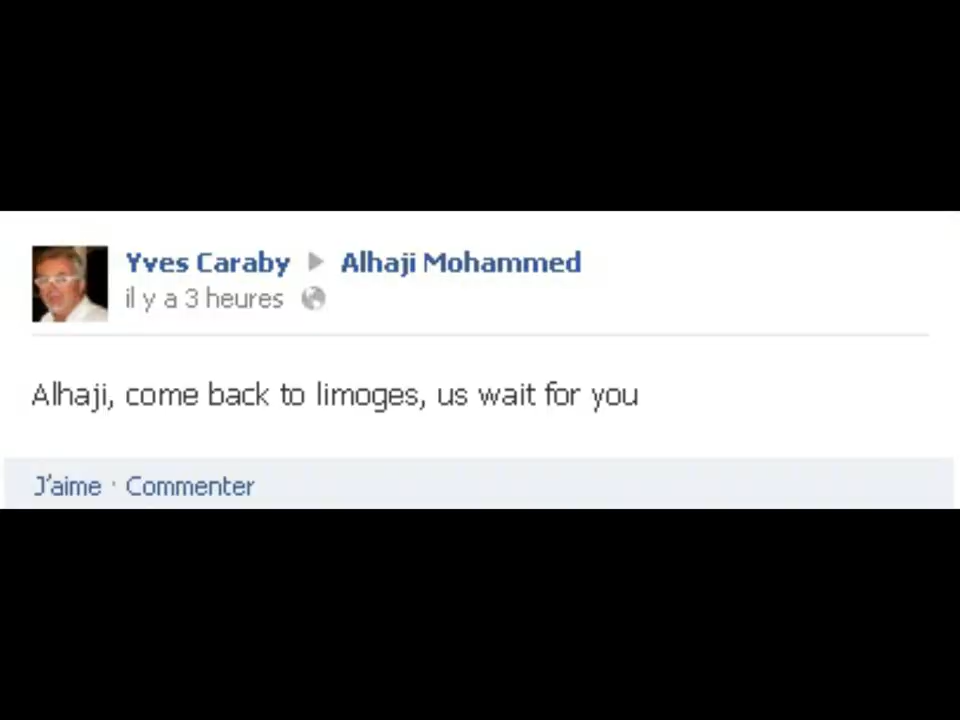 Yves Caraby ▶ Alhaji Mohammed
il y a 3 heures
Alhaji, come back to limoges, us wait for you
J'aime · Commenter